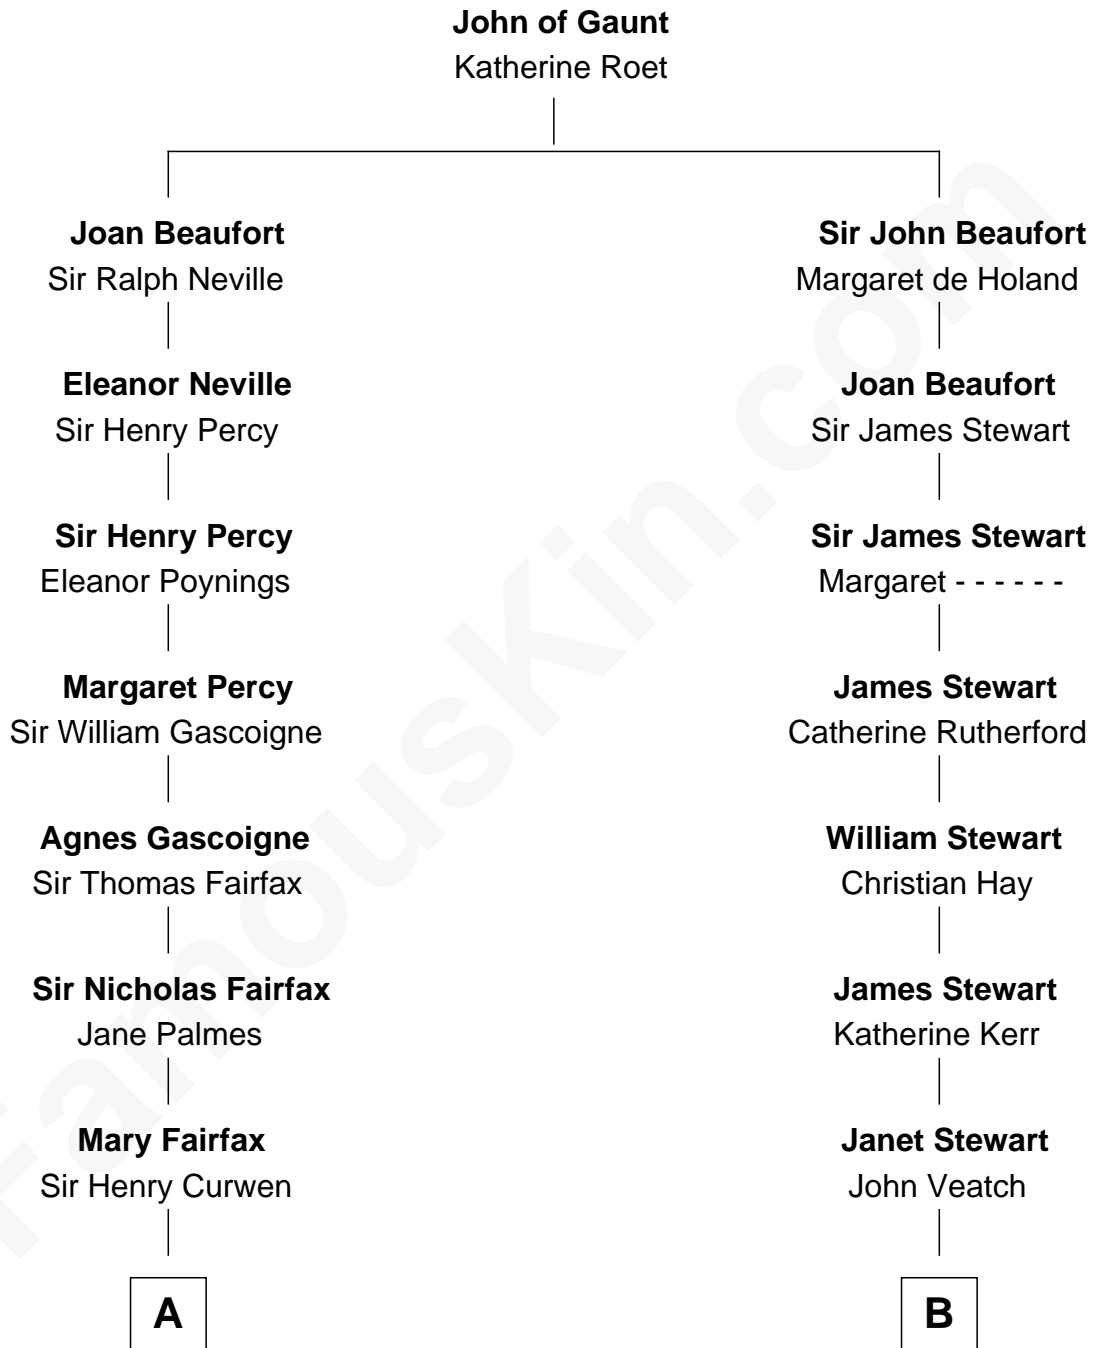 John of Gaunt
Katherine Roet
Joan Beaufort
Sir Ralph Neville
Sir John Beaufort
Margaret de Holand
Eleanor Neville
Sir Henry Percy
Joan Beaufort
Sir James Stewart
Sir Henry Percy
Eleanor Poynings
Sir James Stewart
Margaret - - - - - -
Margaret Percy
Sir William Gascoigne
James Stewart
Catherine Rutherford
Agnes Gascoigne
Sir Thomas Fairfax
William Stewart
Christian Hay
Sir Nicholas Fairfax
Jane Palmes
James Stewart
Katherine Kerr
Mary Fairfax
Sir Henry Curwen
Janet Stewart
John Veatch
A
B
FamousKin.com